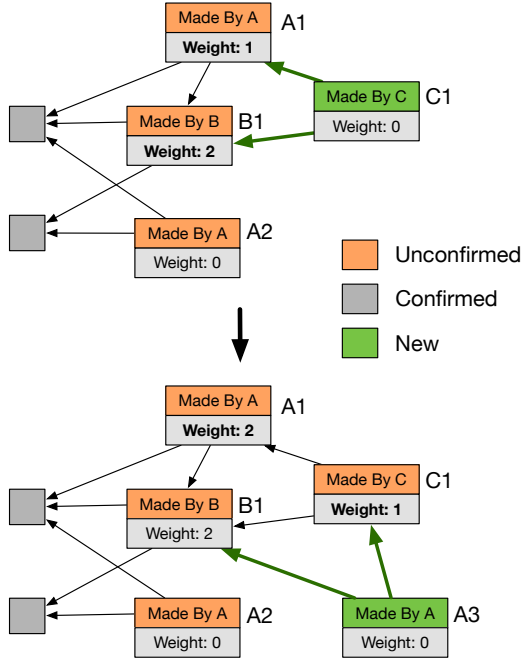 Made By A
A1
Weight: 1
Made By C
C1
Weight: 0
Made By B
B1
Weight: 2
Made By A
A2
Weight: 0
Unconfirmed
Confirmed
New
Made By A
A1
Weight: 2
Made By C
C1
Weight: 1
Made By B
B1
Weight: 2
Made By A
A2
Weight: 0
Made By A
A3
Weight: 0